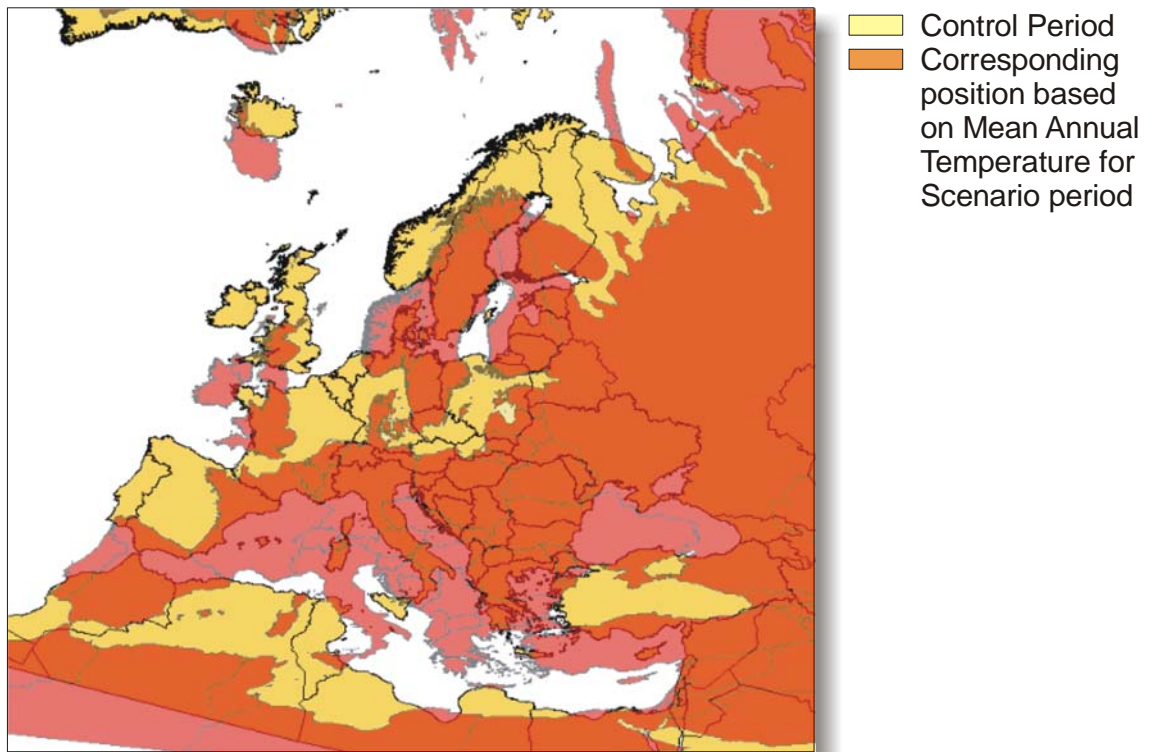 Control Period
Corresponding
position based
on Mean Annual
Temperature for
Scenario period